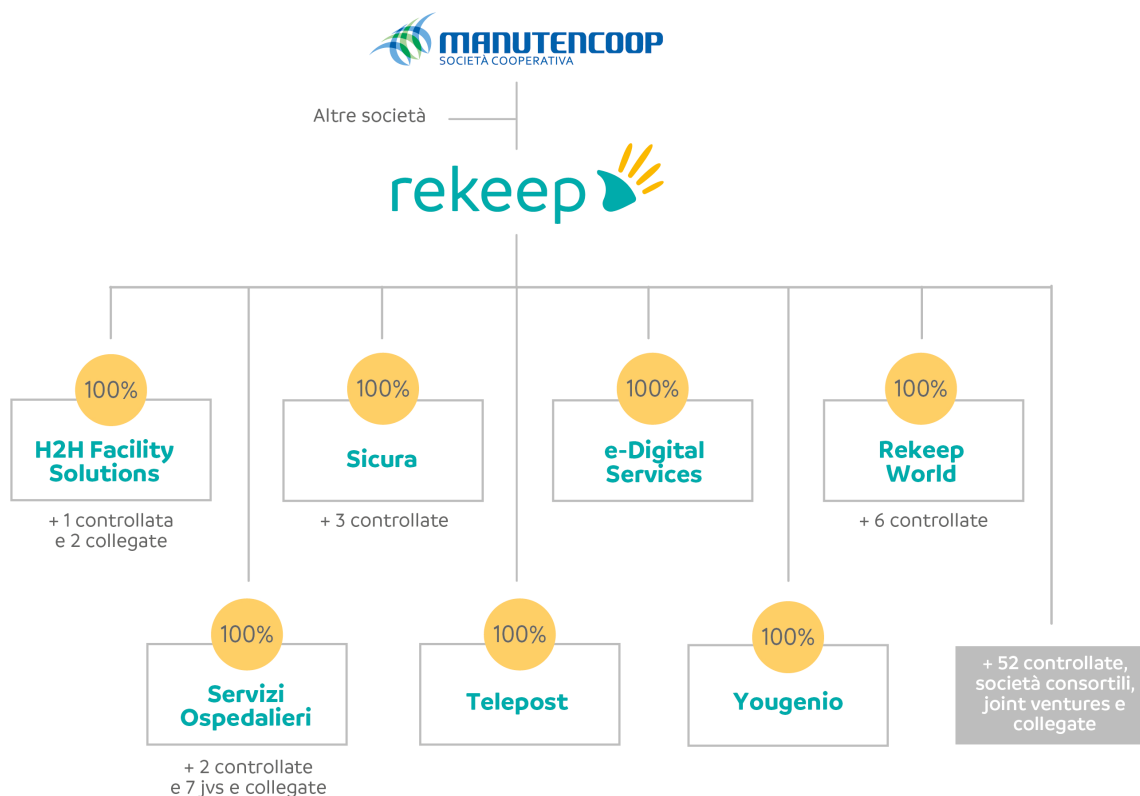 MANUTENCOOP
SOCIETÀ COOPERATIVA
Altre società
rekeep
100%
H2H Facility
Solutions
+ 1 controllata
e 2 collegate
100%
Sicura
+ 3 controllate
100%
e-Digital
Services
100%
Rekeep
World
+ 6 controllate
100%
Servizi
Ospedalieri
+ 2 controllate
e 7 jvs e collegate
100%
Telepost
100%
Yougenio
+ 52 controllate,
società consortili,
joint ventures e
collegate